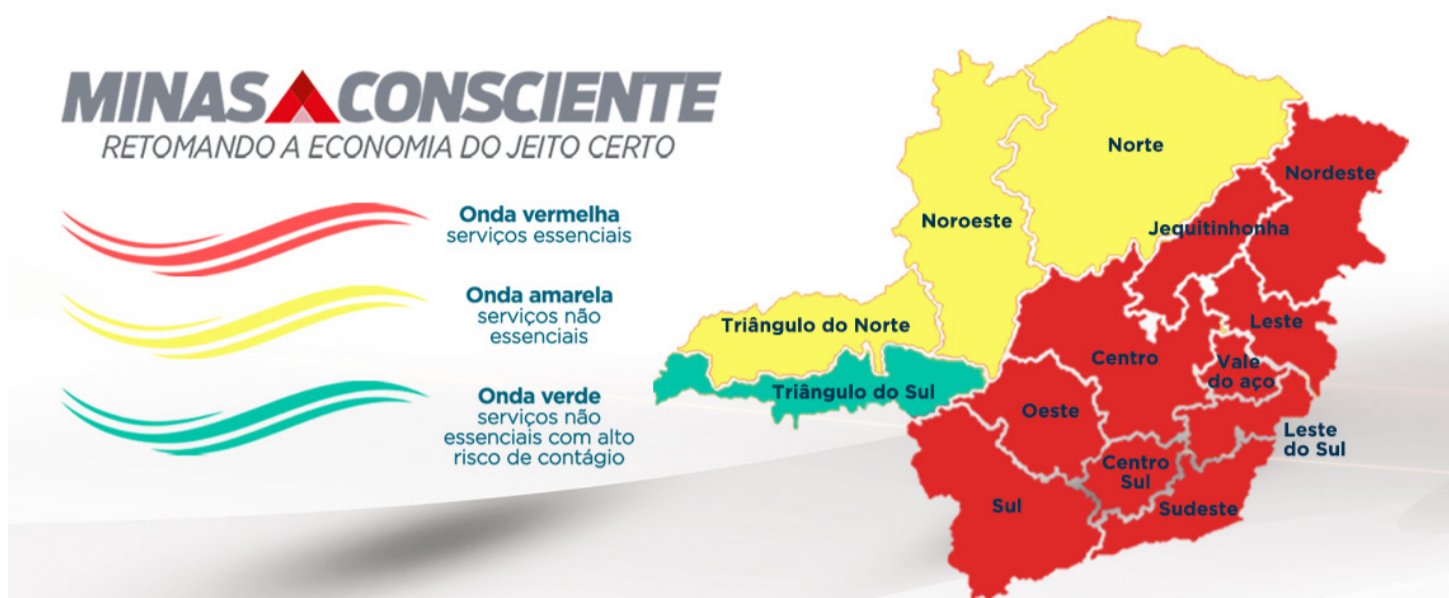 MINAS CONSCIENTE
RETOMANDO A ECONOMIA DO JEITO CERTO
Onda vermelha
serviços essenciais
Onda amarela
serviços não
essenciais
Onda verde
serviços não
essenciais com alto
risco de contágio
Norte
Nordeste
Noroeste
Jequitinhonha
Triângulo do Norte
Leste
Centro
Vale
do aço
Triângulo do Sul
Oeste
Leste
do Sul
Centro
Sul
Sul
Sudeste